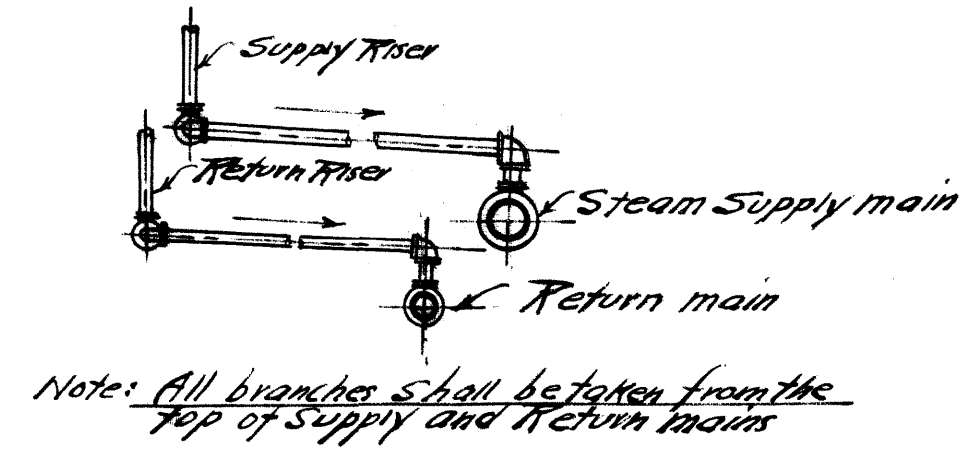 Supply Riser
Return Riser
Steam Supply main
Return main
Note: All branches shall be taken from the
top of Supply and Return mains